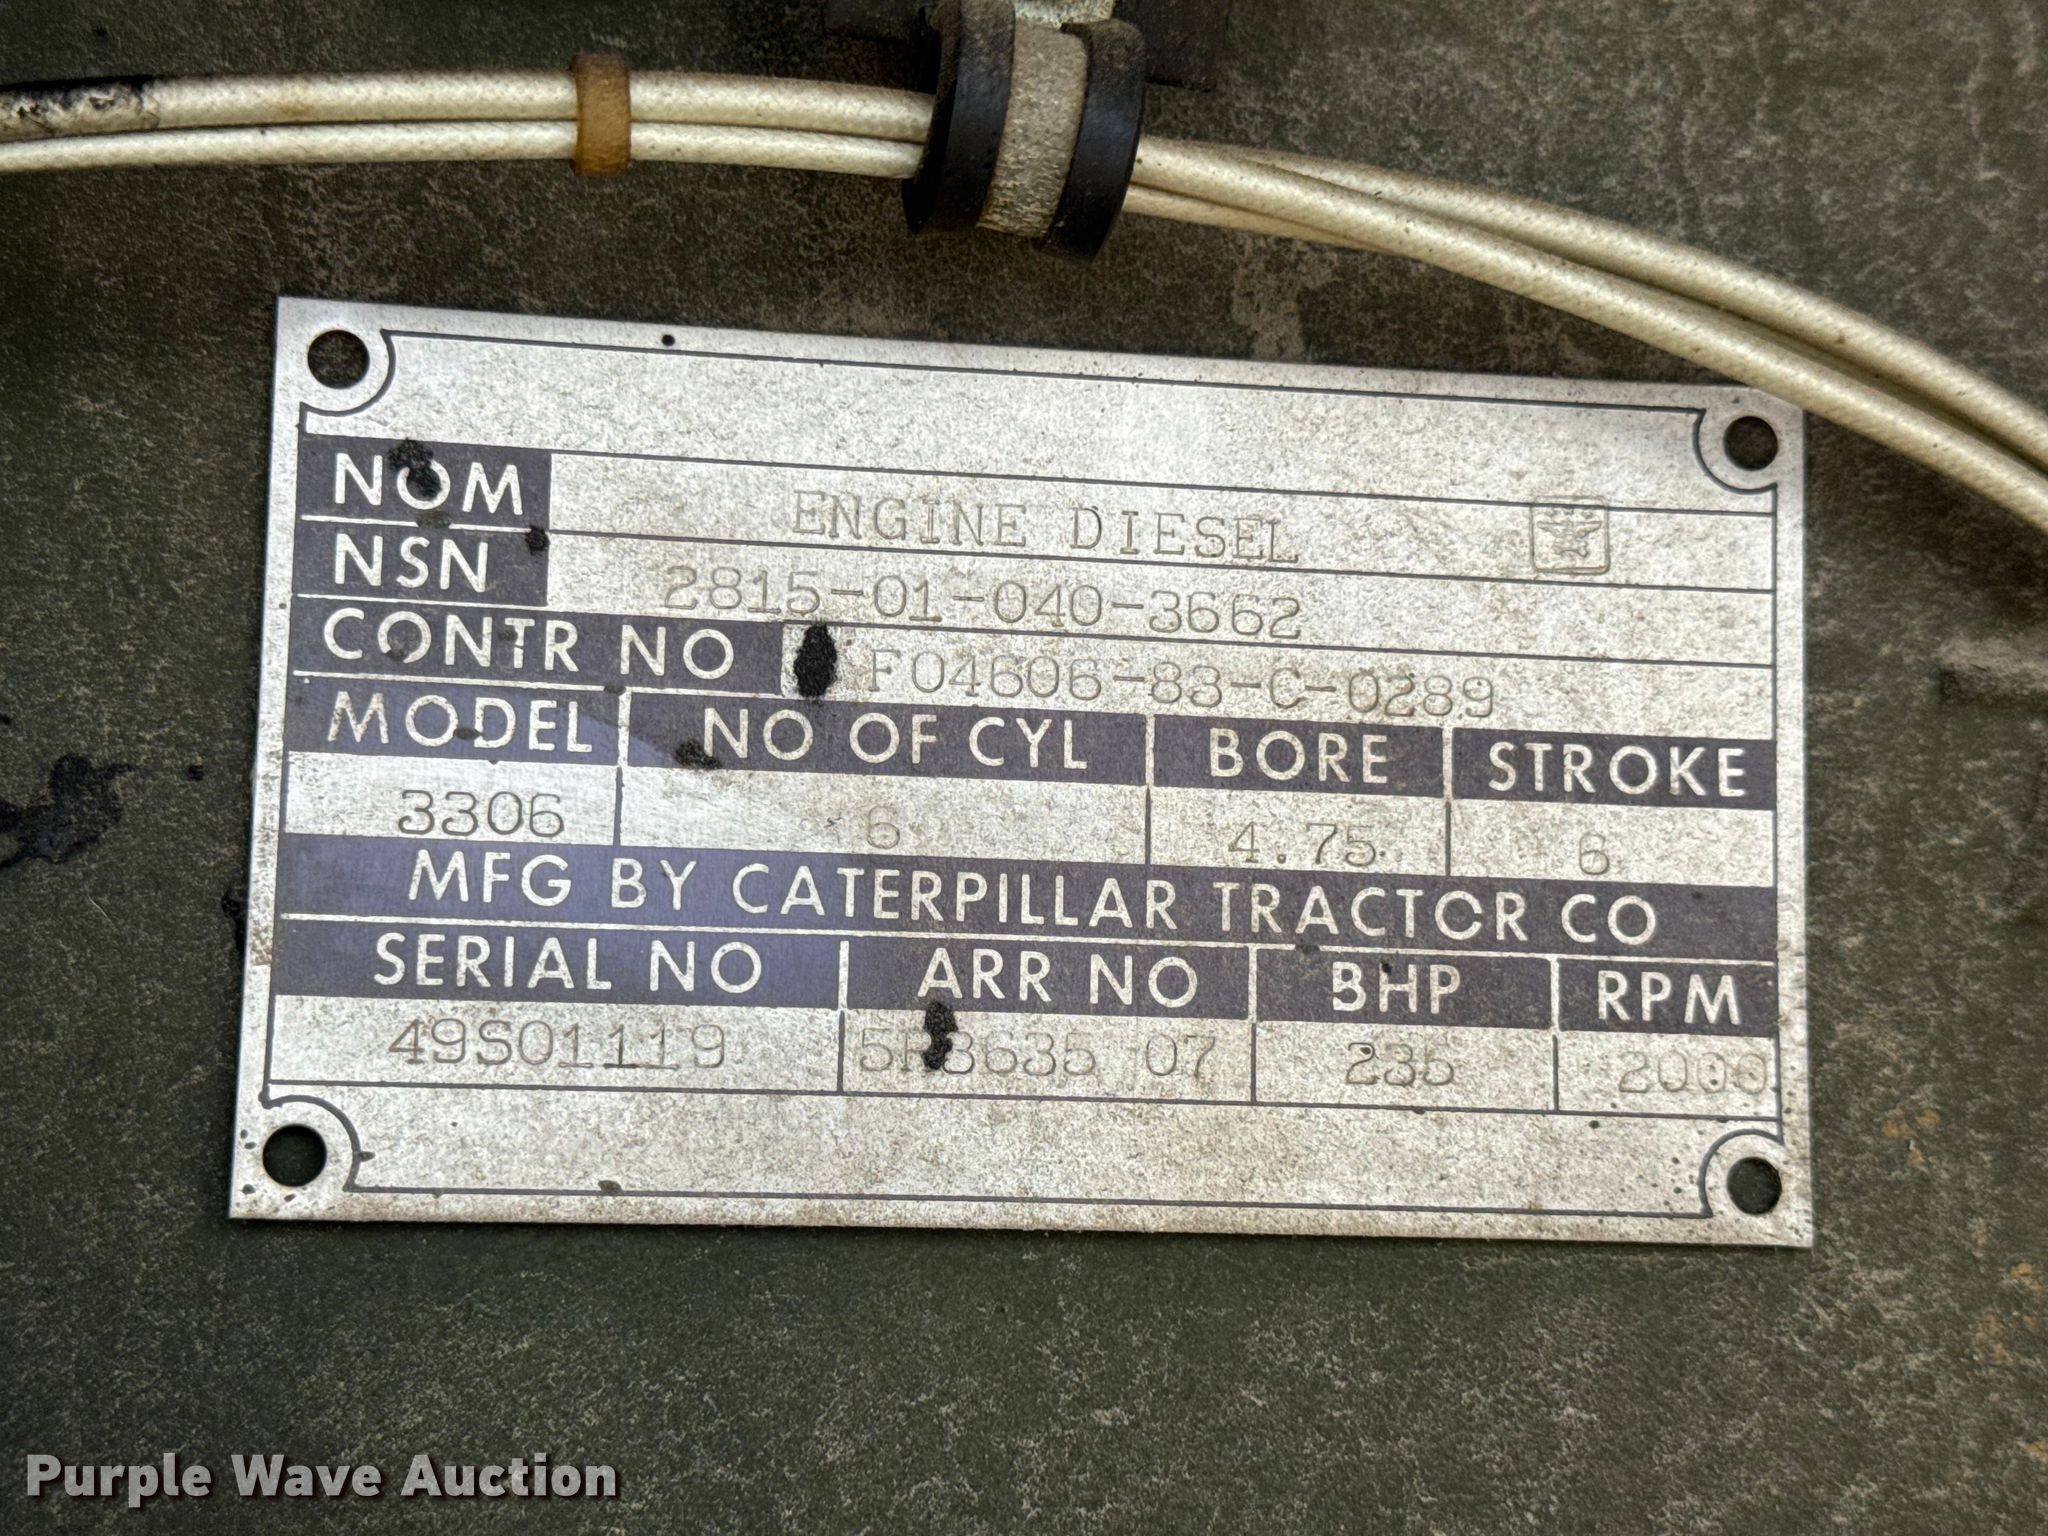 NOM ENGINE DIESEL
NSN 2815-01-040-3662
CONTR NO F04606-83-C-0289
MODEL NO OF CYL BORE STROKE
3306 6 4.75 6
MFG BY CATERPILLAR TRACTOR CO
SERIAL NO ARR NO BHP RPM
49S01119 5R3635 07 235 2000
Purple Wave Auction